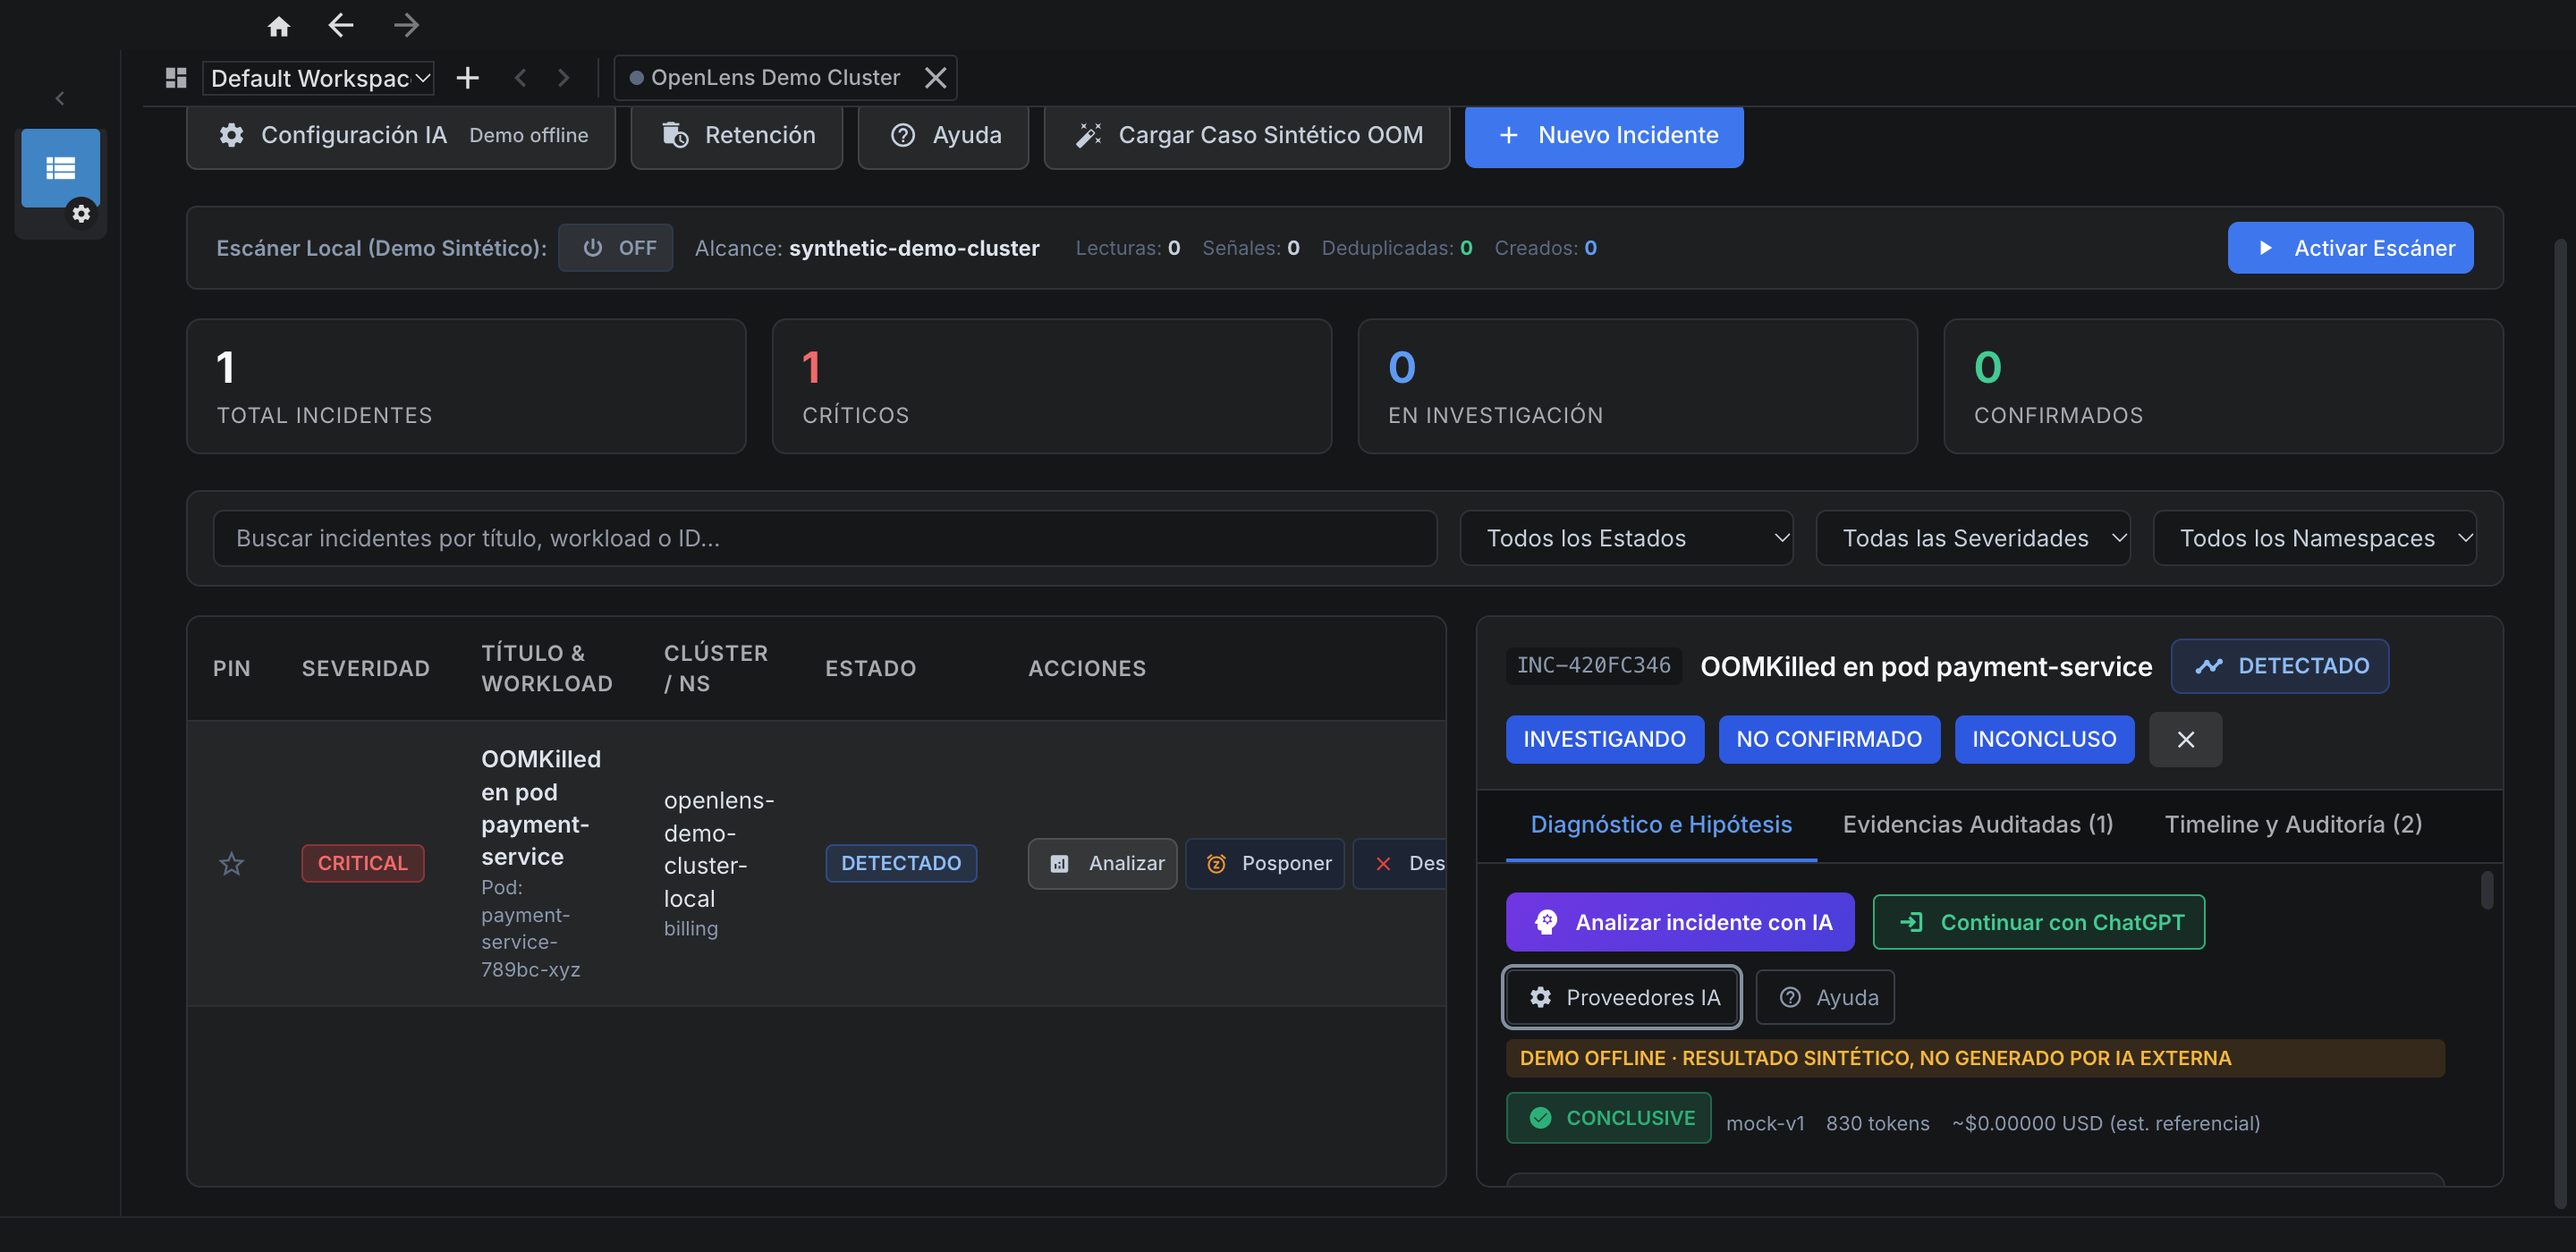 Default Workspac
OpenLens Demo Cluster
Configuración IA Demo offline
Retención
Ayuda
Cargar Caso Sintético OOM
Nuevo Incidente
Escáner Local (Demo Sintético): OFF Alcance: synthetic-demo-cluster Lecturas: 0 Señales: 0 Deduplicadas: 0 Creados: 0
Activar Escáner
1
TOTAL INCIDENTES
1
CRÍTICOS
0
EN INVESTIGACIÓN
0
CONFIRMADOS
Buscar incidentes por título, workload o ID...
Todos los Estados
Todas las Severidades
Todos los Namespaces
PIN
SEVERIDAD
TÍTULO &
WORKLOAD
CLÚSTER
/ NS
ESTADO
ACCIONES
CRITICAL
OOMKilled
en pod
payment-
service
Pod:
payment-
service-
789bc-xyz
openlens-
demo-
cluster-
local
billing
DETECTADO
Analizar
Posponer
Des
INC-420FC346 OOMKilled en pod payment-service DETECTADO
INVESTIGANDO NO CONFIRMADO INCONCLUSO
Diagnóstico e Hipótesis Evidencias Auditadas (1) Timeline y Auditoría (2)
Analizar incidente con IA Continuar con ChatGPT
Proveedores IA Ayuda
DEMO OFFLINE · RESULTADO SINTÉTICO, NO GENERADO POR IA EXTERNA
CONCLUSIVE mock-v1 830 tokens ~$0.00000 USD (est. referencial)